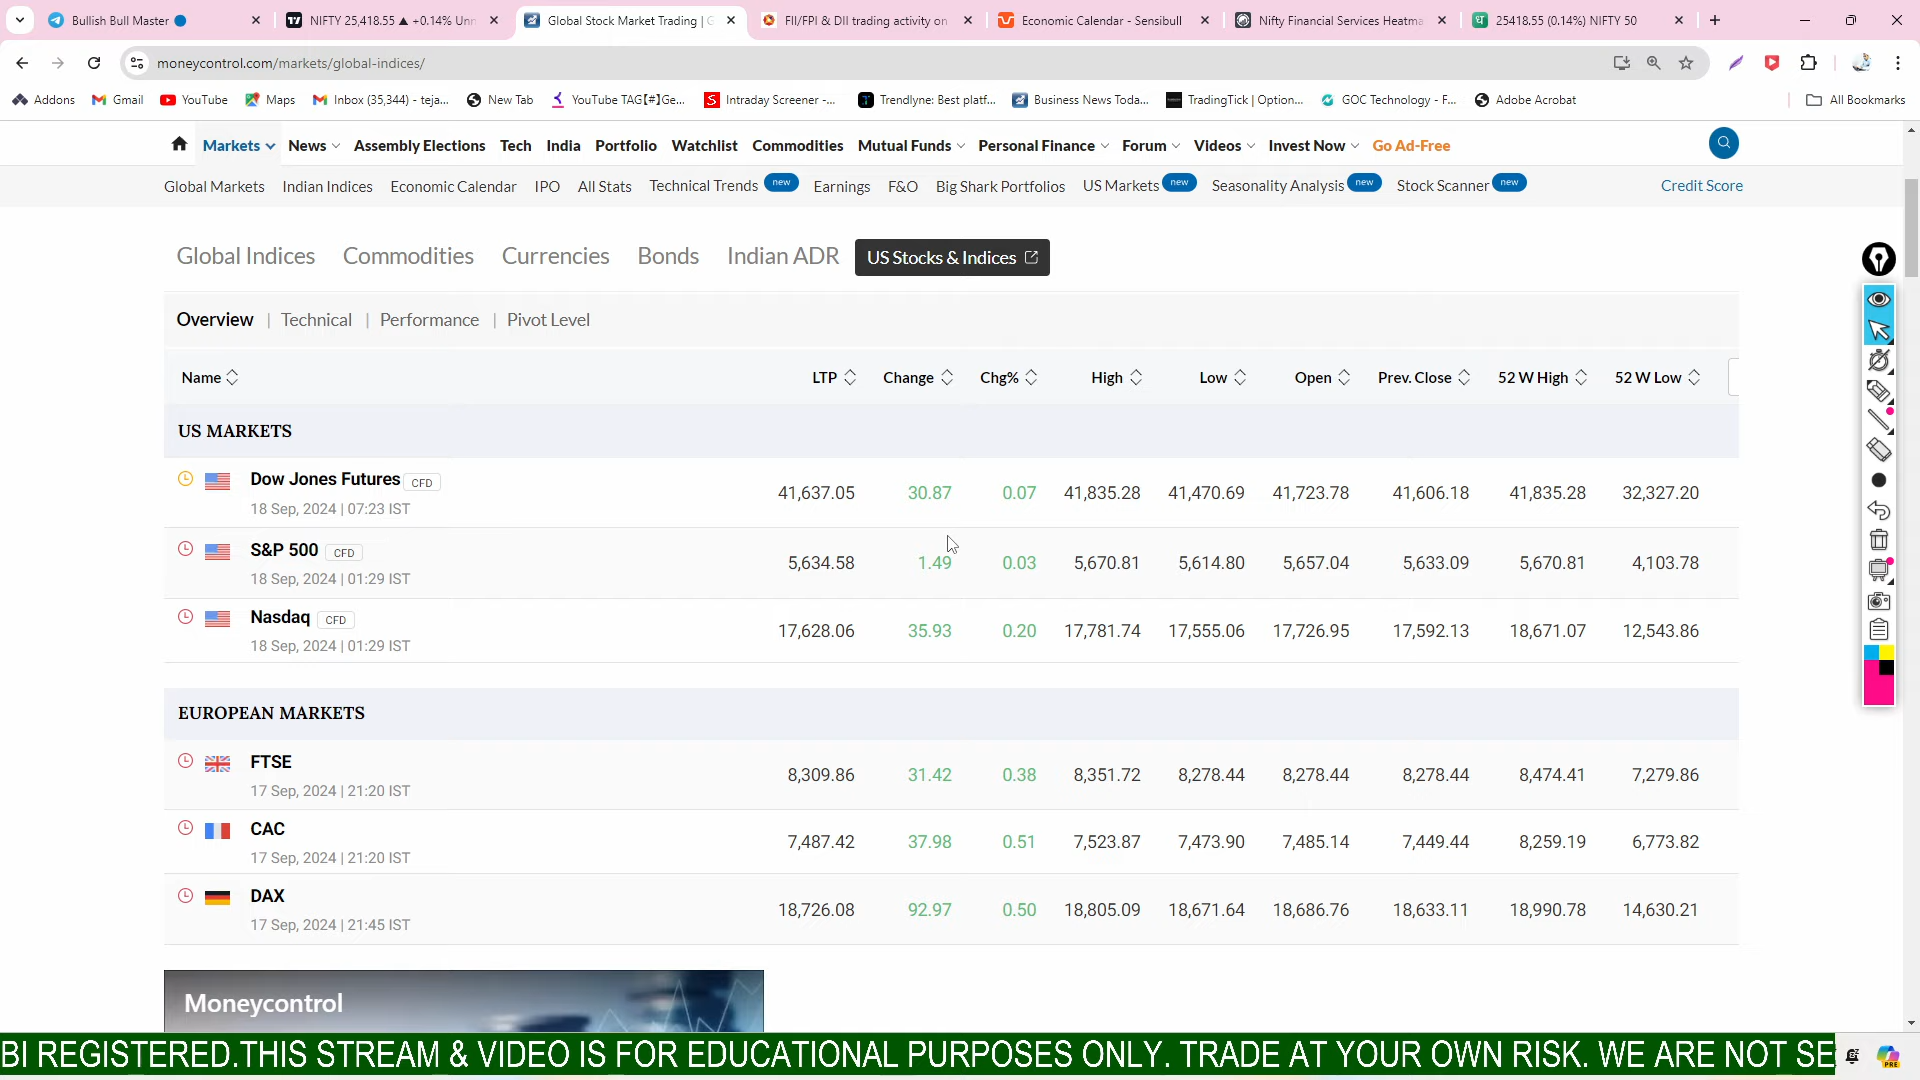 Bullish Bull Master
NIFTY 25,418.55 ▲ +0.14% Unn
Global Stock Market Trading | G
FII/FPI & DII trading activity on
Economic Calendar - Sensibull
Nifty Financial Services Heatma
25418.55 (0.14%) NIFTY 50
moneycontrol.com/markets/global-indices/
Addons
Gmail
YouTube
Maps
Inbox (35,344) - teja...
New Tab
YouTube TAG【#】Ge...
Intraday Screener -...
Trendlyne: Best platf...
Business News Toda...
TradingTick | Option...
GOC Technology - F...
Adobe Acrobat
All Bookmarks
Markets News Assembly Elections Tech India Portfolio Watchlist Commodities Mutual Funds Personal Finance Forum Videos Invest Now Go Ad-Free
Global Markets Indian Indices Economic Calendar IPO All Stats Technical Trends new Earnings F&O Big Shark Portfolios US Markets new Seasonality Analysis new Stock Scanner new Credit Score
Global Indices Commodities Currencies Bonds Indian ADR US Stocks & Indices
Overview | Technical | Performance | Pivot Level
Name LTP Change Chg% High Low Open Prev. Close 52 W High 52 W Low
US MARKETS
Dow Jones Futures CFD
18 Sep, 2024 | 07:23 IST
41,637.05 30.87 0.07 41,835.28 41,470.69 41,723.78 41,606.18 41,835.28 32,327.20
S&P 500 CFD
18 Sep, 2024 | 01:29 IST
5,634.58 1.49 0.03 5,670.81 5,614.80 5,657.04 5,633.09 5,670.81 4,103.78
Nasdaq CFD
18 Sep, 2024 | 01:29 IST
17,628.06 35.93 0.20 17,781.74 17,555.06 17,726.95 17,592.13 18,671.07 12,543.86
EUROPEAN MARKETS
FTSE
17 Sep, 2024 | 21:20 IST
8,309.86 31.42 0.38 8,351.72 8,278.44 8,278.44 8,278.44 8,474.41 7,279.86
CAC
17 Sep, 2024 | 21:20 IST
7,487.42 37.98 0.51 7,523.87 7,473.90 7,485.14 7,449.44 8,259.19 6,773.82
DAX
17 Sep, 2024 | 21:45 IST
18,726.08 92.97 0.50 18,805.09 18,671.64 18,686.76 18,633.11 18,990.78 14,630.21
Moneycontrol
BI REGISTERED.THIS STREAM & VIDEO IS FOR EDUCATIONAL PURPOSES ONLY. TRADE AT YOUR OWN RISK. WE ARE NOT SE